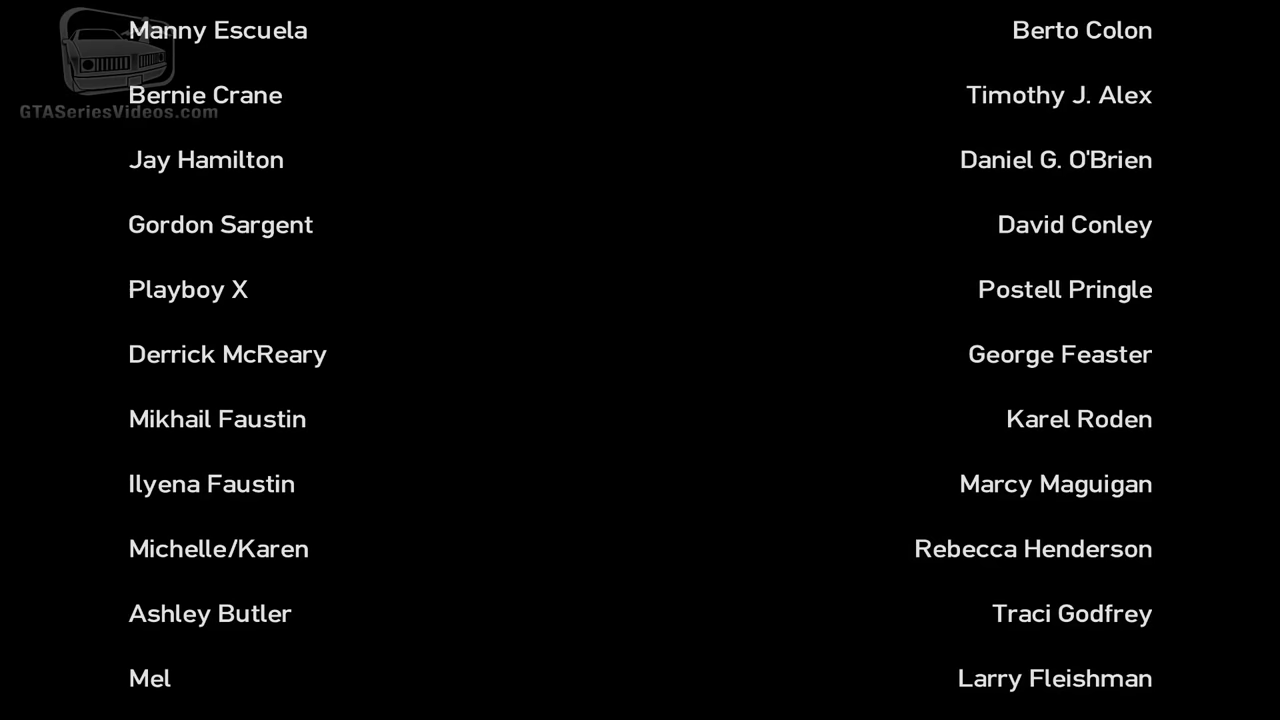 Manny Escuela Berto Colon
Bernie Crane Timothy J. Alex
GTASeriesVideos.com
Jay Hamilton Daniel G. O'Brien
Gordon Sargent David Conley
Playboy X Postell Pringle
Derrick McReary George Feaster
Mikhail Faustin Karel Roden
Ilyena Faustin Marcy Maguigan
Michelle/Karen Rebecca Henderson
Ashley Butler Traci Godfrey
Mel Larry Fleishman